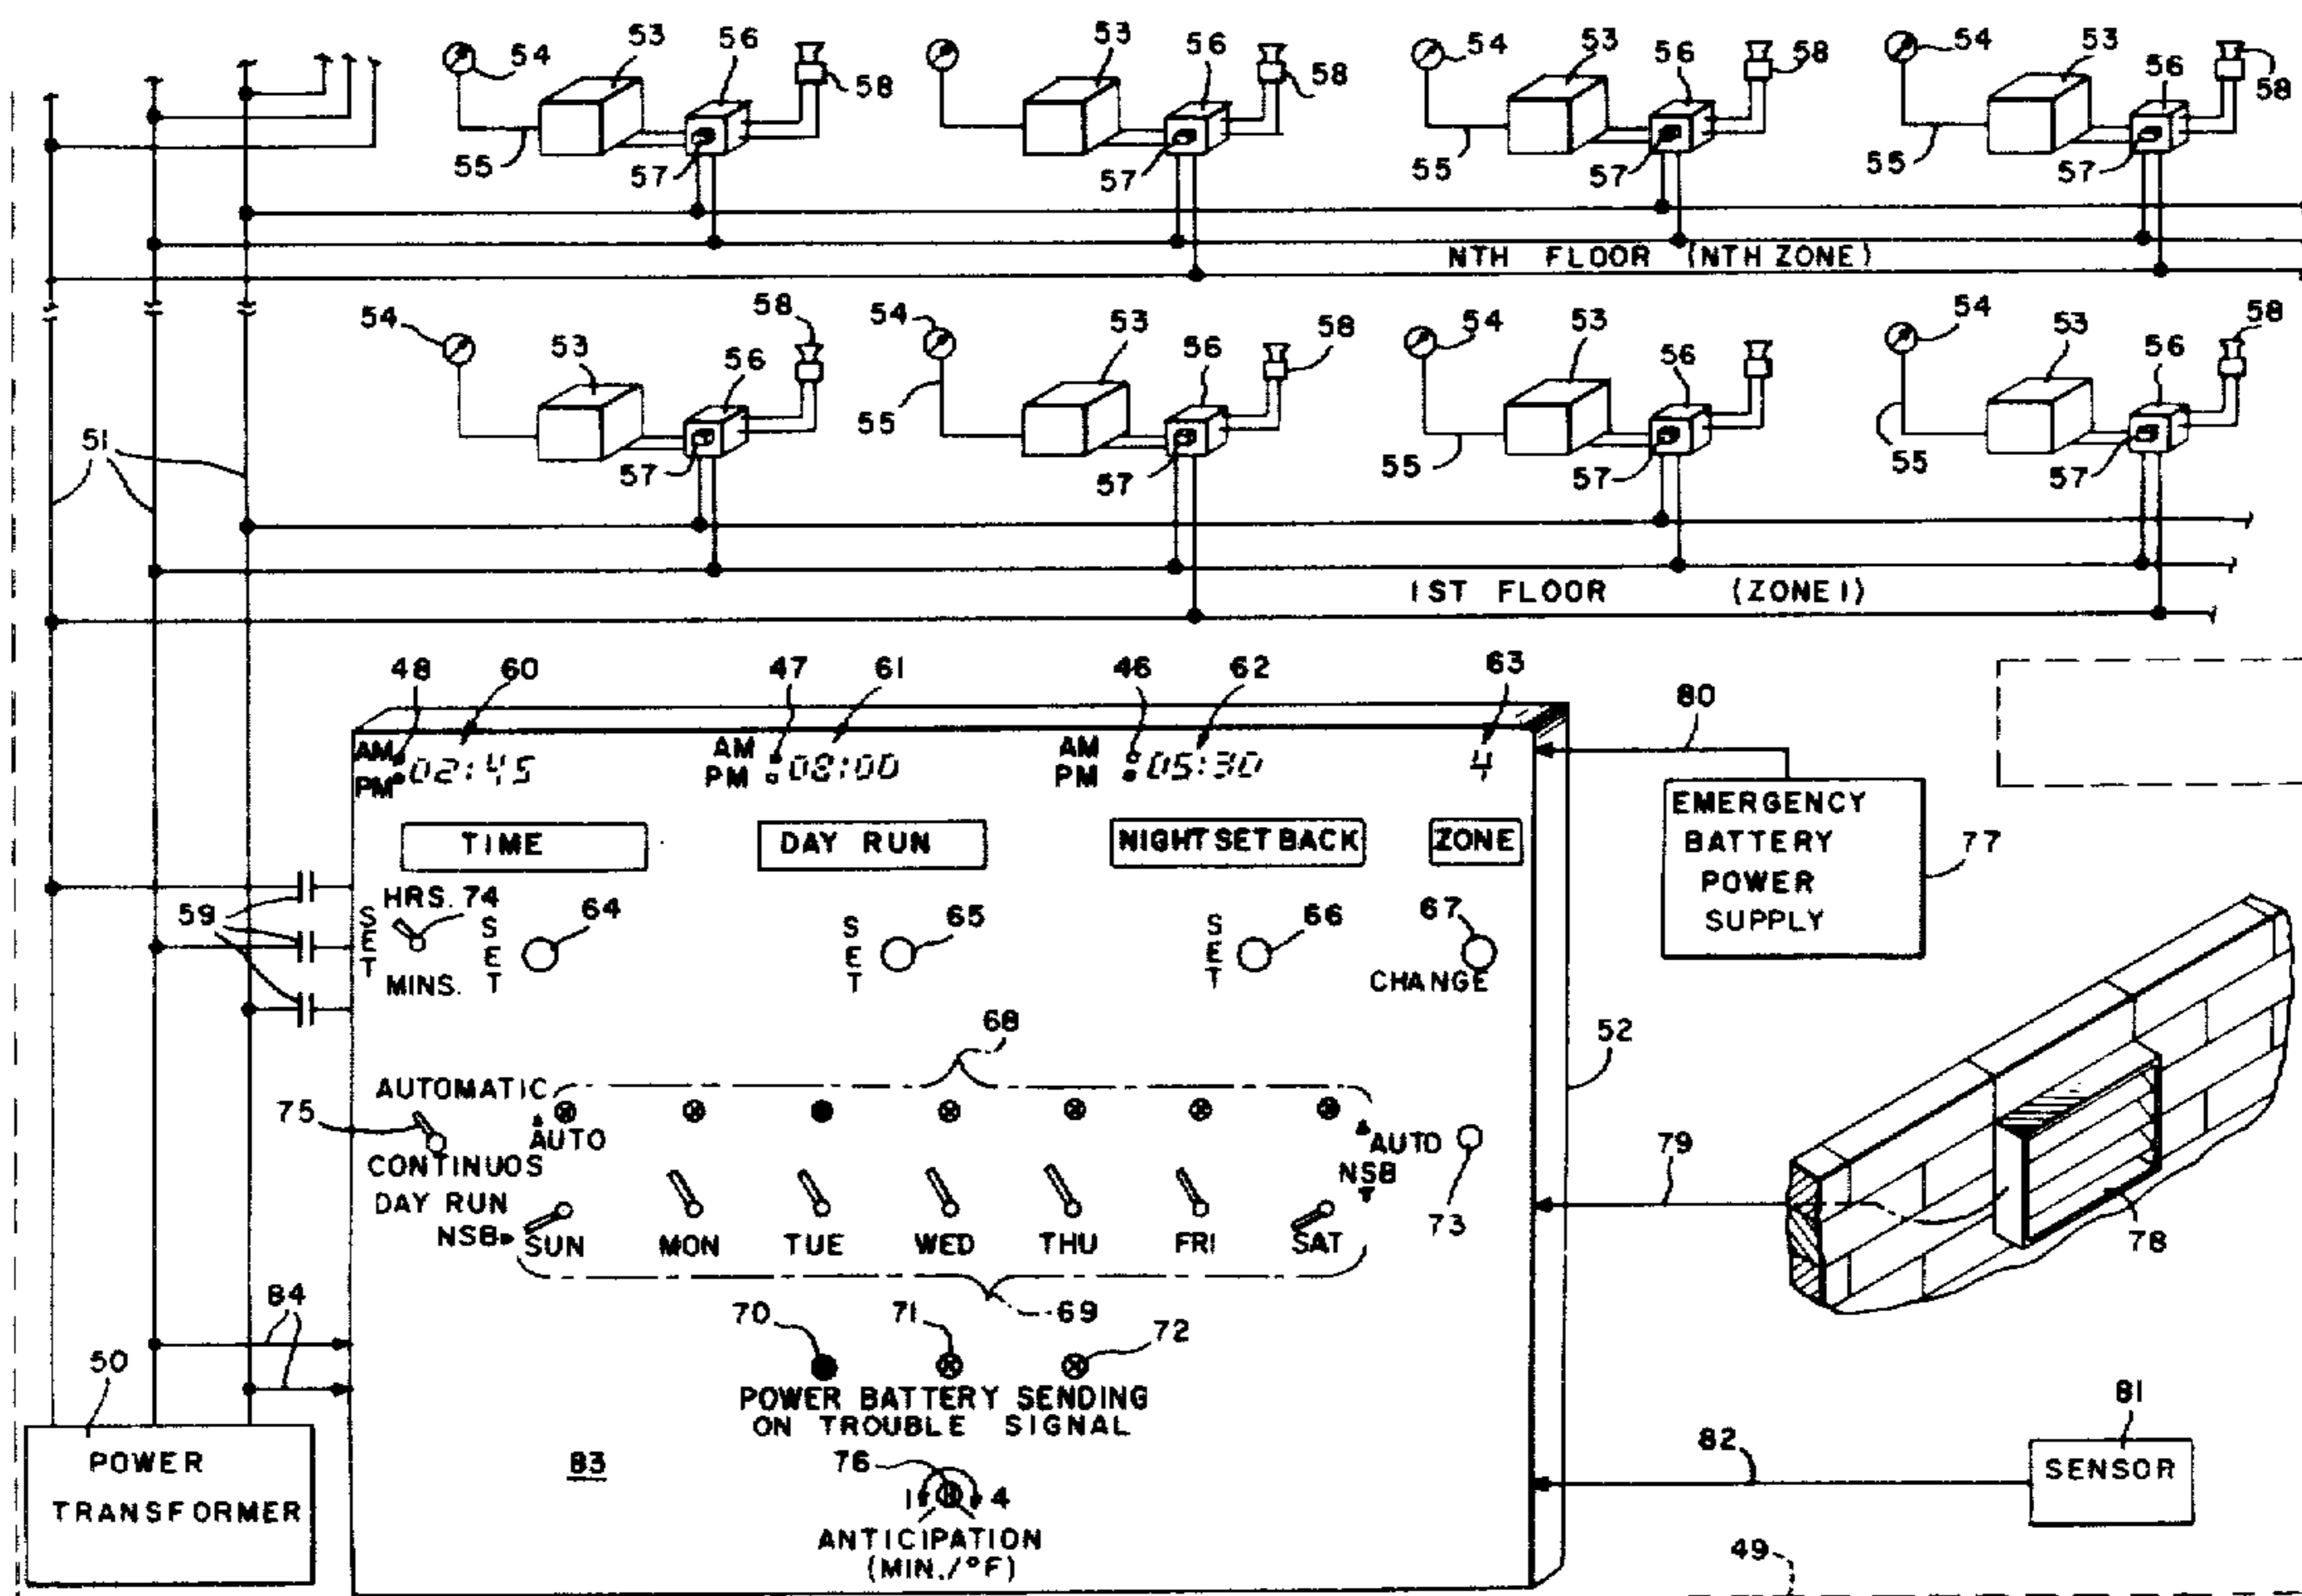 53 56 53 56 54 53 56 58 54 53 56
54 58 58 58
55 57 57 55 57 55 57
NTH FLOOR (NTH ZONE)
54 53 58 54 53 56 58 54 53 54 53 56 58
56 56
55 55 55
51 57 57 57 57
1ST FLOOR (ZONE 1)
48 60 47 61 46 62 63
80
AM
PM 02:45
AM
PM 08:00
AM
PM 05:30
4
TIME DAY RUN NIGHT SET BACK ZONE
EMERGENCY
BATTERY
POWER
SUPPLY
77
59
SET
HRS. 74
MINS.
SET 64
SET 65
SET 66
67
CHANGE
68
52
AUTOMATIC
75
CONTINUOS
DAY RUN
AUTO
AUTO
NSB
73
79
78
NSB
SUN MON TUE WED THU FRI SAT
84
69
70 71 72
POWER BATTERY SENDING
ON TROUBLE SIGNAL
50
POWER
TRANSFORMER
83
76
1 4
ANTICIPATION
(MIN./°F)
81
82
SENSOR
49